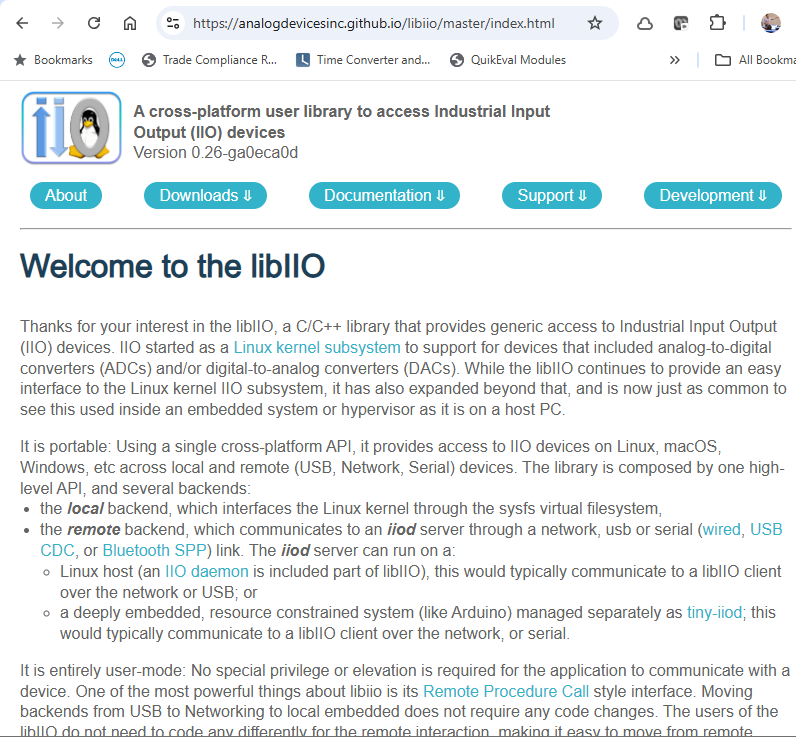 https://analogdevicesinc.github.io/libiio/master/index.html
Bookmarks
DELL
Trade Compliance R...
Time Converter and...
QuikEval Modules
»
All Bookma
A cross-platform user library to access Industrial Input
Output (IIO) devices
Version 0.26-ga0eca0d
About
Downloads ⇓
Documentation ⇓
Support ⇓
Development ⇓
Welcome to the libIIO
Thanks for your interest in the libIIO, a C/C++ library that provides generic access to Industrial Input Output
(IIO) devices. IIO started as a Linux kernel subsystem to support for devices that included analog-to-digital
converters (ADCs) and/or digital-to-analog converters (DACs). While the libIIO continues to provide an easy
interface to the Linux kernel IIO subsystem, it has also expanded beyond that, and is now just as common to
see this used inside an embedded system or hypervisor as it is on a host PC.
It is portable: Using a single cross-platform API, it provides access to IIO devices on Linux, macOS,
Windows, etc across local and remote (USB, Network, Serial) devices. The library is composed by one high-
level API, and several backends:
• the local backend, which interfaces the Linux kernel through the sysfs virtual filesystem,
• the remote backend, which communicates to an iiod server through a network, usb or serial (wired, USB
CDC, or Bluetooth SPP) link. The iiod server can run on a:
◦ Linux host (an IIO daemon is included part of libIIO), this would typically communicate to a libIIO client
over the network or USB; or
◦ a deeply embedded, resource constrained system (like Arduino) managed separately as tiny-iiod; this
would typically communicate to a libIIO client over the network, or serial.
It is entirely user-mode: No special privilege or elevation is required for the application to communicate with a
device. One of the most powerful things about libiio is its Remote Procedure Call style interface. Moving
backends from USB to Networking to local embedded does not require any code changes. The users of the
libIIO do not need to code any differently for the remote interaction, making it easy to move from remote